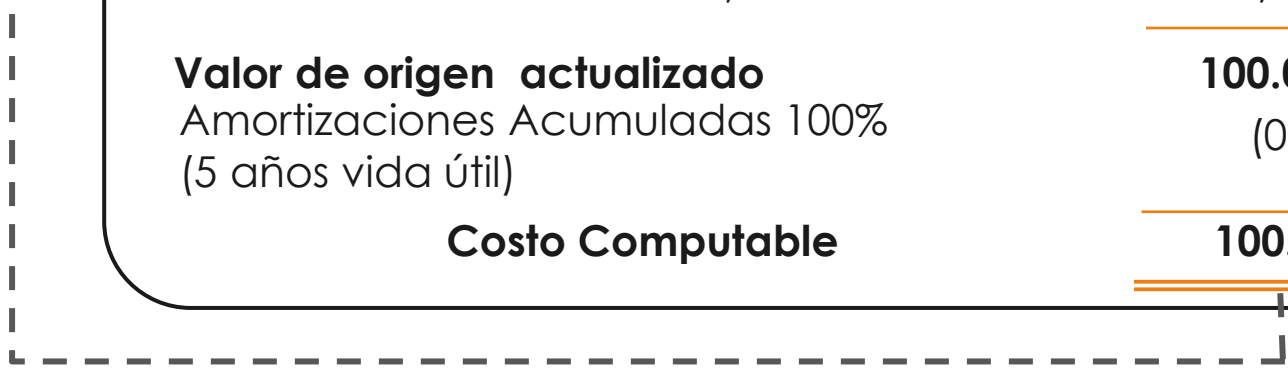 Valor de origen actualizado 100.
Amortizaciones Acumuladas 100% (0
(5 años vida útil)
Costo Computable 100.